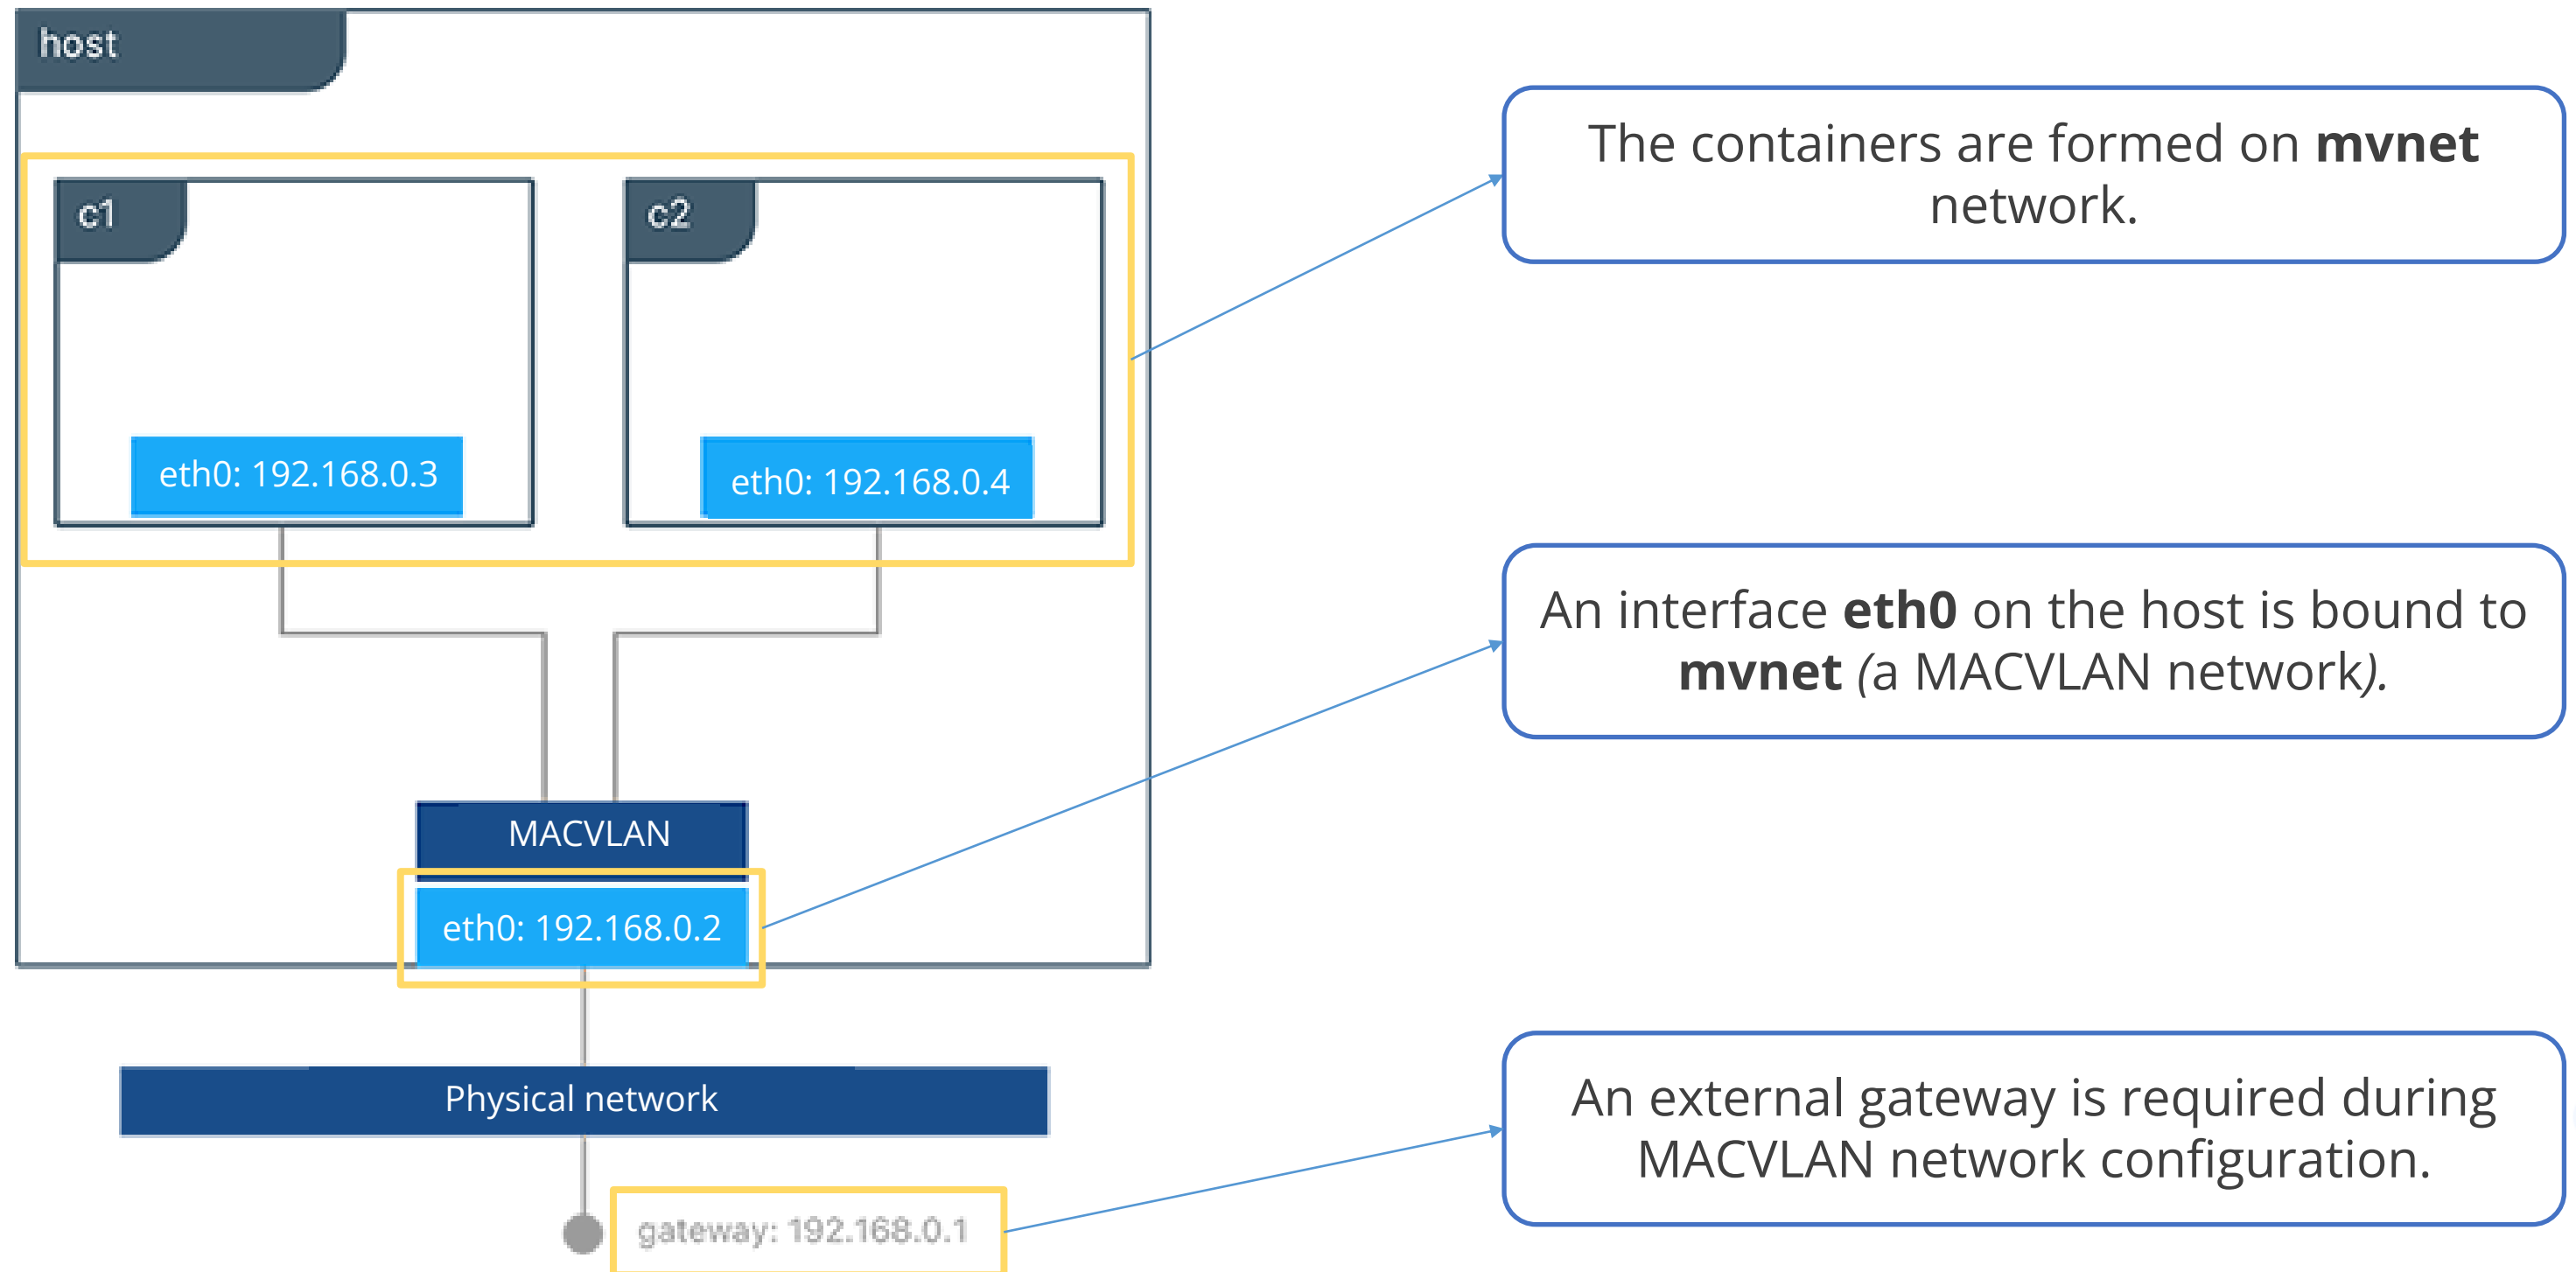 host
c1
c2
eth0: 192.168.0.3
eth0: 192.168.0.4
MACVLAN
eth0: 192.168.0.2
Physical network
gateway: 192.168.0.1
The containers are formed on mvnet
network.
An interface eth0 on the host is bound to
mvnet (a MACVLAN network).
An external gateway is required during
MACVLAN network configuration.